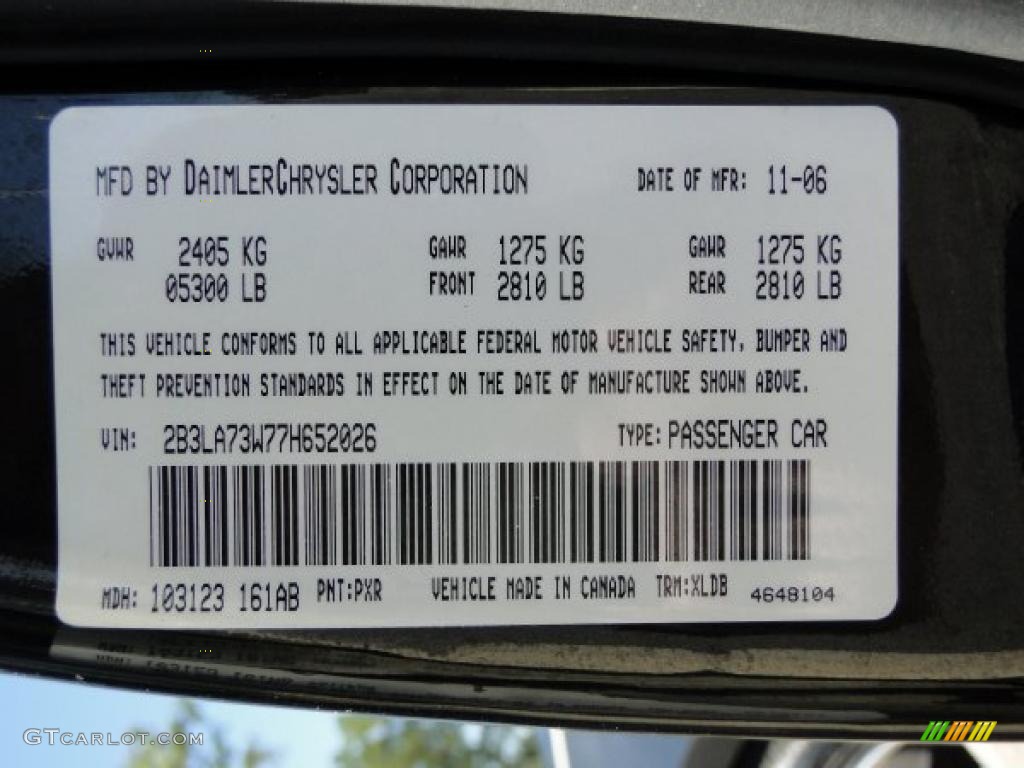 MFD BY DAIMLERCHRYSLER CORPORATION DATE OF MFR: 11-06
GVWR 2405 KG GAWR 1275 KG GAWR 1275 KG
05300 LB FRONT 2810 LB REAR 2810 LB
THIS VEHICLE CONFORMS TO ALL APPLICABLE FEDERAL MOTOR VEHICLE SAFETY, BUMPER AND
THEFT PREVENTION STANDARDS IN EFFECT ON THE DATE OF MANUFACTURE SHOWN ABOVE.
VIN: 2B3LA73W77H652026 TYPE: PASSENGER CAR
MDH: 103123 161AB PNT:PXR VEHICLE MADE IN CANADA TRM:XLDB 4648104
GTCARLOT.COM